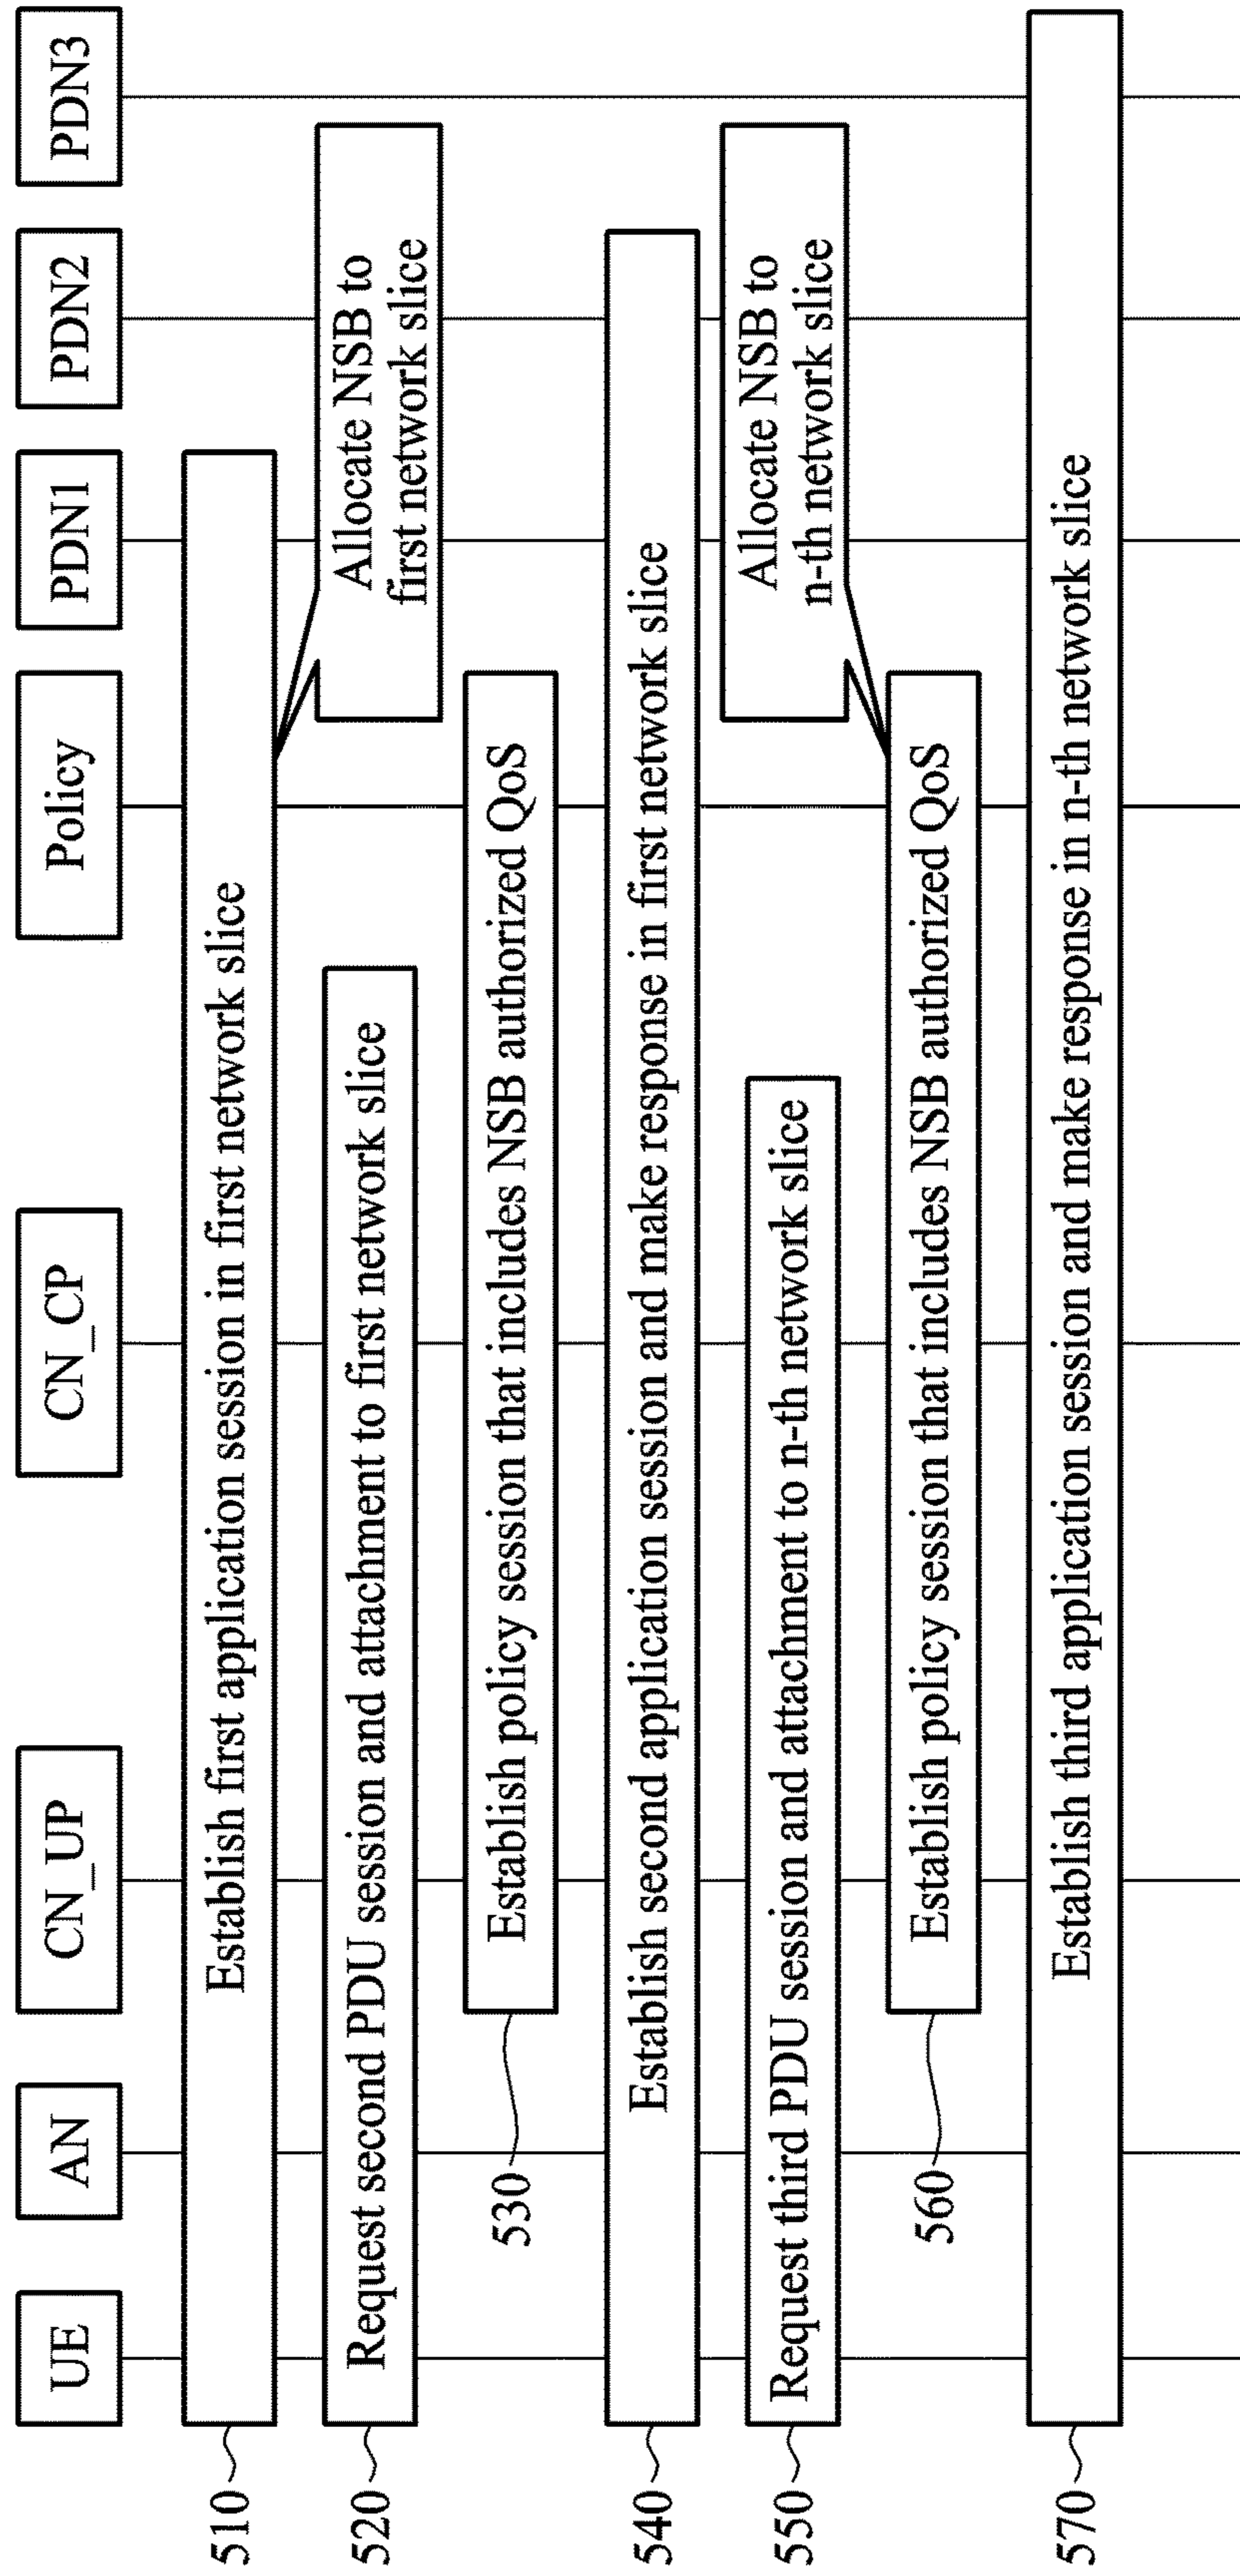 UE
AN
CN_UP
CN_CP
Policy
PDN1
PDN2
PDN3
510
Establish first application session in first network slice
Allocate NSB to
first network slice
520
Request second PDU session and attachment to first network slice
530
Establish policy session that includes NSB authorized QoS
540
Establish second application session and make response in first network slice
Allocate NSB to
n-th network slice
550
Request third PDU session and attachment to n-th network slice
560
Establish policy session that includes NSB authorized QoS
570
Establish third application session and make response in n-th network slice